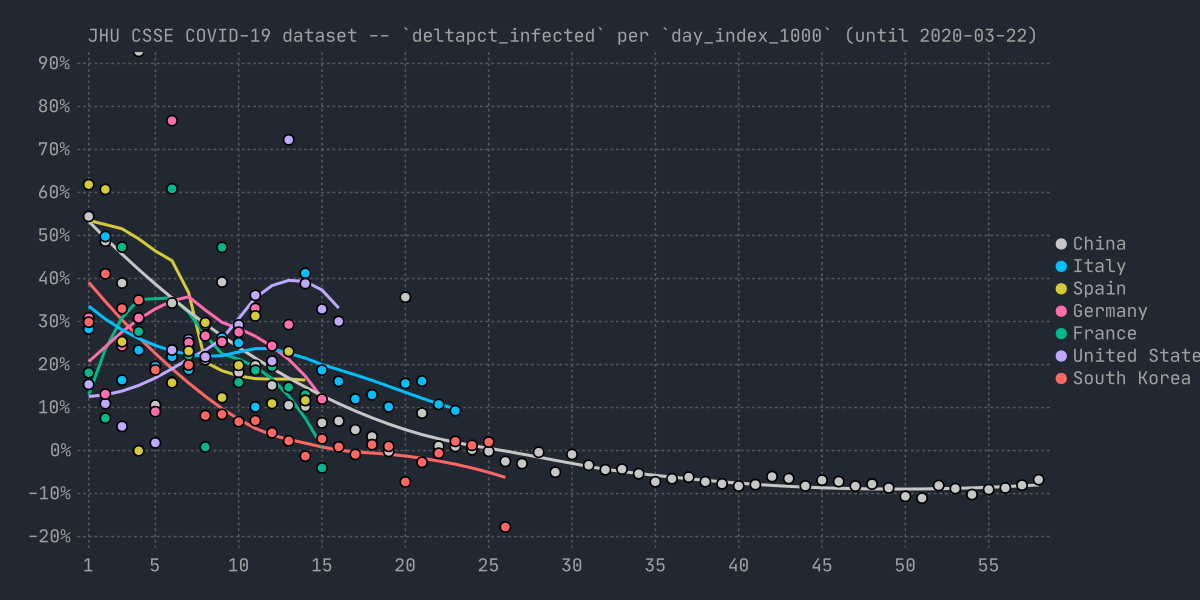 JHU CSSE COVID-19 dataset -- `deltapct_infected` per `day_index_1000` (until 2020-03-22)
90%
80%
70%
60%
50%
40%
30%
20%
10%
0%
-10%
-20%
1 5 10 15 20 25 30 35 40 45 50 55
China
Italy
Spain
Germany
France
United State
South Korea